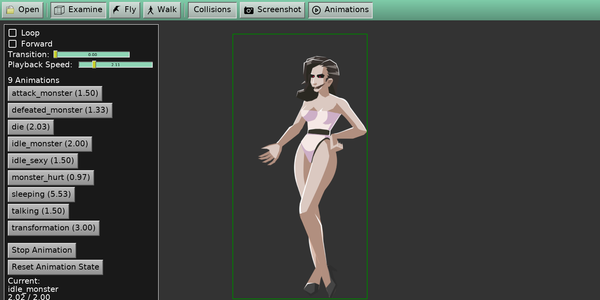 Open Examine Fly Walk Collisions Screenshot Animations
Loop
Forward
Transition: 0.00
Playback Speed:
9 Animations
attack_monster (1.50)
defeated_monster (1.33)
die (2.03)
idle_monster (2.00)
idle_sexy (1.50)
monster_hurt (0.97)
sleeping (5.53)
talking (1.50)
transformation (3.00)
Stop Animation
Reset Animation State
Current:
idle_monster
2.02 / 2.00